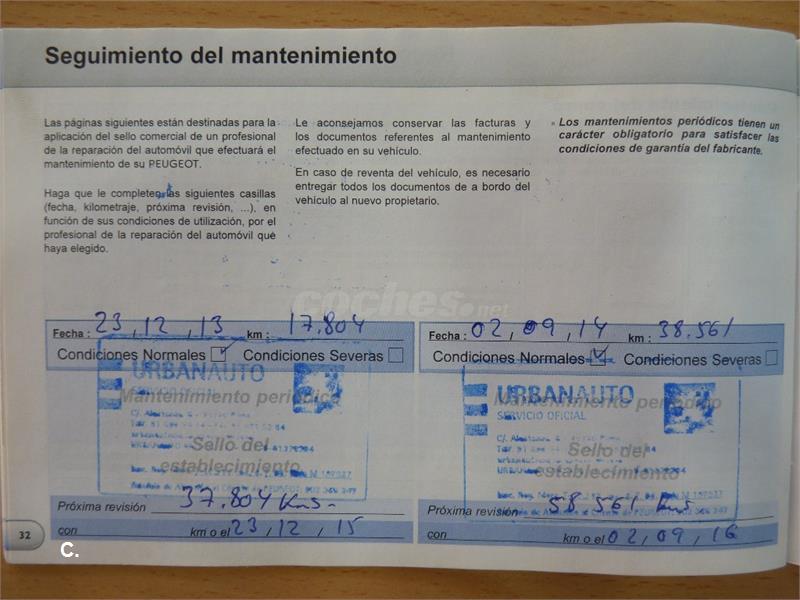 Seguimiento del mantenimiento
Las páginas siguientes están destinadas para la
aplicación del sello comercial de un profesional
de la reparación del automóvil que efectuará el
mantenimiento de su PEUGEOT.
Haga que le completen las siguientes casillas
(fecha, kilometraje, próxima revisión, ...), en
función de sus condiciones de utilización, por el
profesional de la reparación del automóvil que
haya elegido.
Le aconsejamos conservar las facturas y
los documentos referentes al mantenimiento
efectuado en su vehículo.
En caso de reventa del vehículo, es necesario
entregar todos los documentos de a bordo del
vehículo al nuevo propietario.
Los mantenimientos periódicos tienen un
carácter obligatorio para satisfacer las
condiciones de garantía del fabricante.
coches.net
Fecha : 23, 12, 13 km : 17.804
Condiciones Normales Condiciones Severas
URBANAUTO
SERVICIO
Mantenimiento periódico
Sello del
establecimiento
Próxima revisión 37.804 Kms-
con km o el 23, 12, 15
Fecha : 02, 09, 14 km : 38.561
Condiciones Normales Condiciones Severas
URBANAUTO
Mantenimiento periódico
SERVICIO OFICIAL
Sello del
establecimiento
Próxima revisión 58 561 Kms-
con km o el 02, 09, 16
32
C.